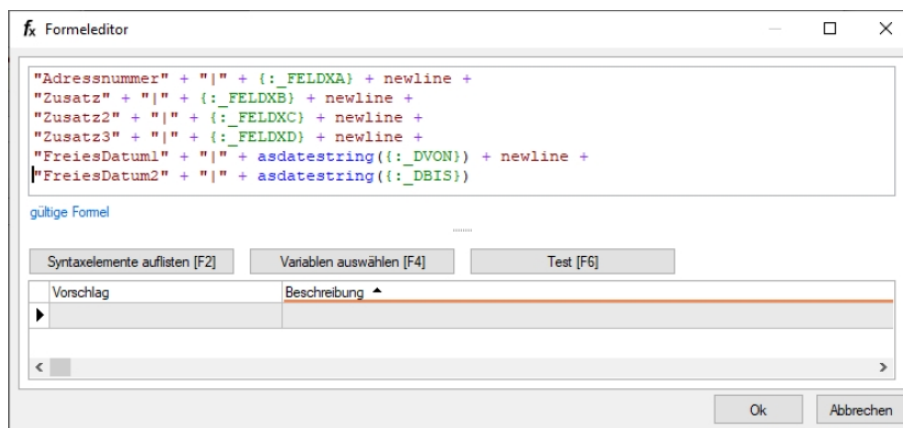 fx Formeleditor
"Adressnummer" + "|" + {:_FELDXA} + newline +
"Zusatz" + "|" + {:_FELDXB} + newline +
"Zusatz2" + "|" + {:_FELDXC} + newline +
"Zusatz3" + "|" + {:_FELDXD} + newline +
"FreiesDatum1" + "|" + asdatestring({:_DVON}) + newline +
"FreiesDatum2" + "|" + asdatestring({:_DBIS})
gültige Formel
Syntaxelemente auflisten [F2] Variablen auswählen [F4] Test [F6]
Vorschlag Beschreibung
Ok Abbrechen